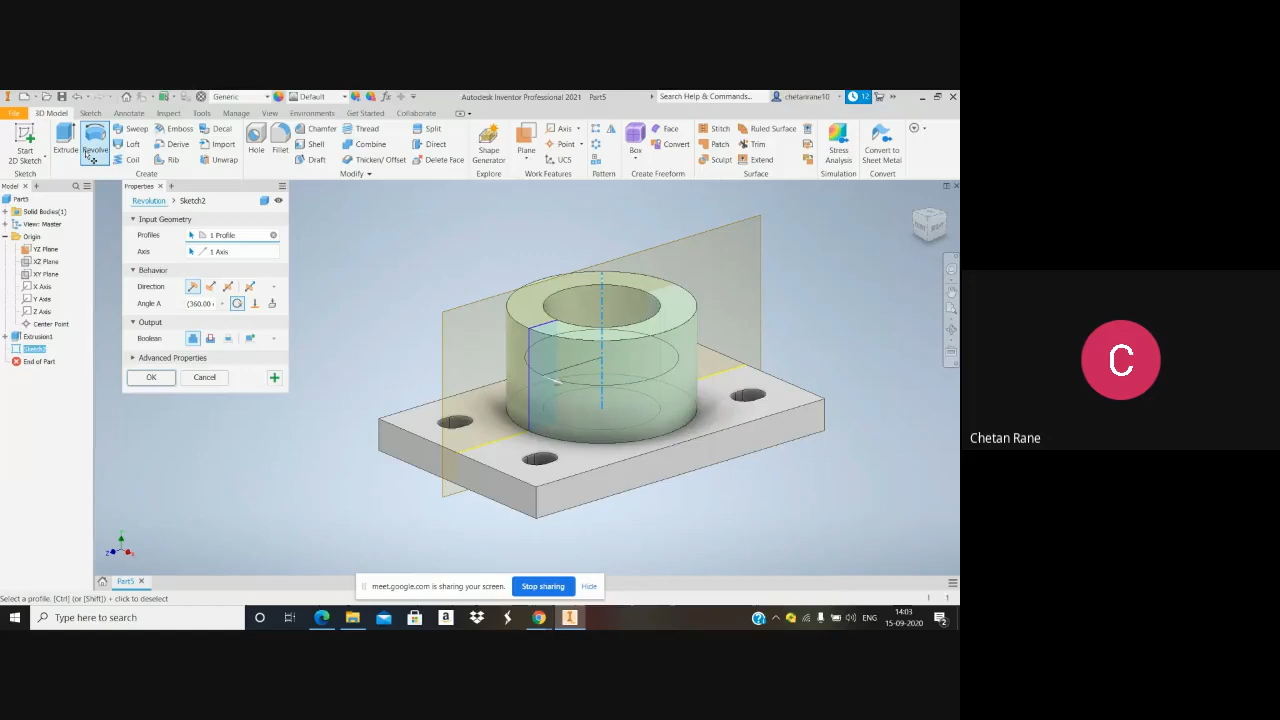 Generic
Default
Autodesk Inventor Professional 2021 Part5
Search Help & Commands...
chetanrane10
12
File 3D Model Sketch Annotate Inspect Tools Manage View Environments Get Started Collaborate
Start
2D Sketch
Extrude
Revolve
Sweep Emboss Decal
Loft Derive Import
Coil Rib Unwrap
Hole
Fillet
Chamfer Thread Split
Shell Combine Direct
Draft Thicken/ Offset Delete Face
Shape
Generator
Plane
Axis
Point
UCS
Box
Face
Convert
Stitch Ruled Surface
Patch Trim
Sculpt Extend
Stress
Analysis
Convert to
Sheet Metal
Sketch Create Modify Explore Work Features Pattern Create Freeform Surface Simulation Convert
Model
Part5
Solid Bodies(1)
View: Master
Origin
YZ Plane
XZ Plane
XY Plane
X Axis
Y Axis
Z Axis
Center Point
Extrusion1
Sketch2
End of Part
Properties
Revolution > Sketch2
Input Geometry
Profiles 1 Profile
Axis 1 Axis
Behavior
Direction
Angle A (360.00
Output
Boolean
Advanced Properties
OK Cancel
C
Chetan Rane
Part5
meet.google.com is sharing your screen. Stop sharing Hide
Select a profile. [Ctrl] (or [Shift]) + click to deselect
1 1
Type here to search
ENG
14:03
15-09-2020
2